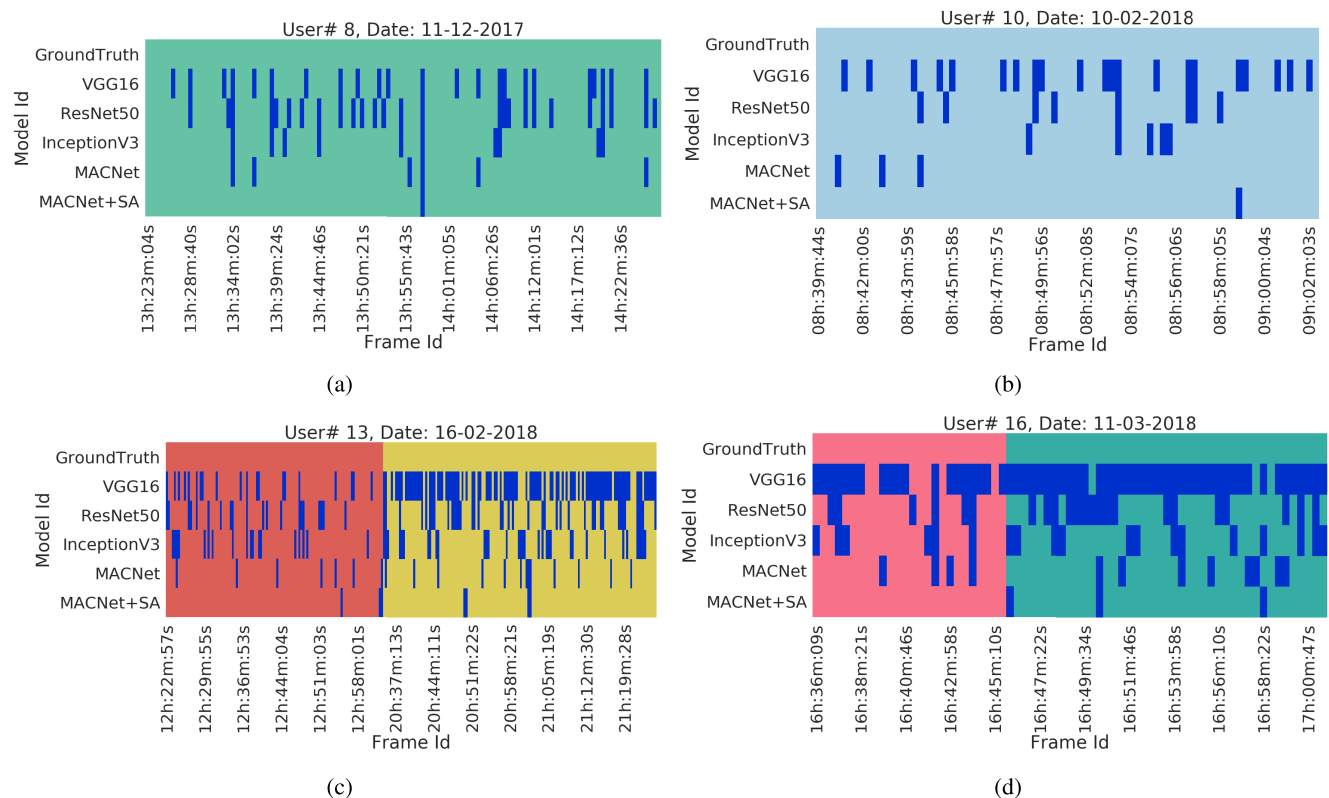 User# 8, Date: 11-12-2017
Model Id
GroundTruth
VGG16
ResNet50
InceptionV3
MACNet
MACNet+SA
13h:23m:04s
13h:28m:40s
13h:34m:02s
13h:39m:24s
13h:44m:46s
13h:50m:21s
13h:55m:43s
14h:01m:05s
14h:06m:26s
14h:12m:01s
14h:17m:12s
14h:22m:36s
Frame Id
(a)
User# 10, Date: 10-02-2018
Model Id
GroundTruth
VGG16
ResNet50
InceptionV3
MACNet
MACNet+SA
08h:39m:44s
08h:42m:00s
08h:43m:59s
08h:45m:58s
08h:47m:57s
08h:49m:56s
08h:52m:08s
08h:54m:07s
08h:56m:06s
08h:58m:05s
09h:00m:04s
09h:02m:03s
Frame Id
(b)
User# 13, Date: 16-02-2018
Model Id
GroundTruth
VGG16
ResNet50
InceptionV3
MACNet
MACNet+SA
12h:22m:57s
12h:29m:55s
12h:36m:53s
12h:44m:04s
12h:51m:03s
12h:58m:01s
20h:37m:13s
20h:44m:11s
20h:51m:22s
20h:58m:21s
21h:05m:19s
21h:12m:30s
21h:19m:28s
Frame Id
(c)
User# 16, Date: 11-03-2018
Model Id
GroundTruth
VGG16
ResNet50
InceptionV3
MACNet
MACNet+SA
16h:36m:09s
16h:38m:21s
16h:40m:46s
16h:42m:58s
16h:45m:10s
16h:47m:22s
16h:49m:34s
16h:51m:46s
16h:53m:58s
16h:56m:10s
16h:58m:22s
17h:00m:47s
Frame Id
(d)